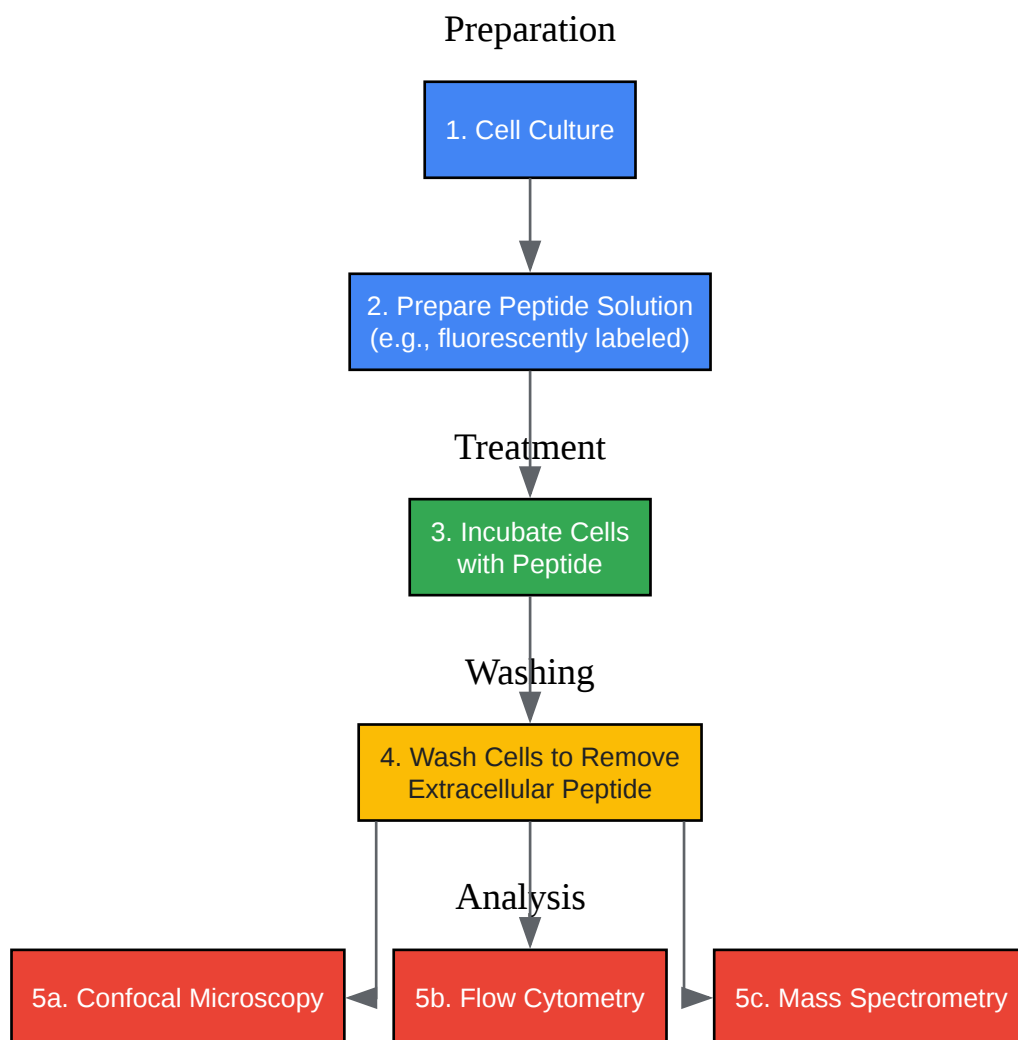 Preparation
1. Cell Culture
2. Prepare Peptide Solution
(e.g., fluorescently labeled)
Treatment
3. Incubate Cells
with Peptide
Washing
4. Wash Cells to Remove
Extracellular Peptide
Analysis
5a. Confocal Microscopy
5b. Flow Cytometry
5c. Mass Spectrometry